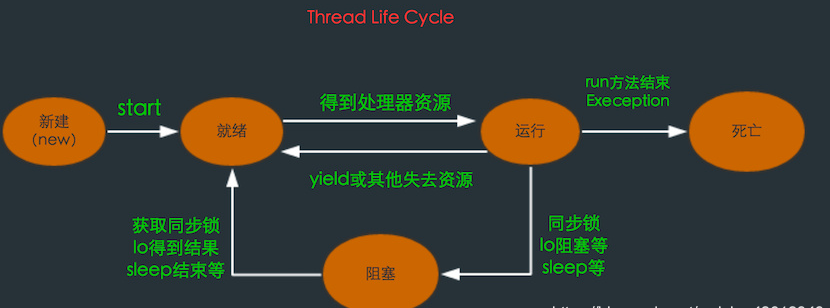 Thread Life Cycle
新建
(new)
start
就绪
得到处理器资源
yield或其他失去资源
运行
run方法结束
Exeception
死亡
获取同步锁
Io得到结果
sleep结束等
阻塞
同步锁
Io阻塞等
sleep等